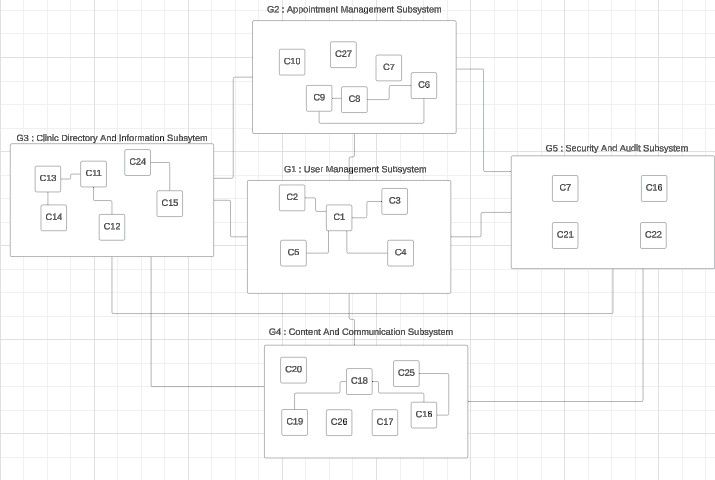 G2 : Appointment Management Subsystem
C10
C27
C7
C6
C9
C8
G3 : Clinic Directory And Information Subsytem
C13
C11
C24
C14
C12
C15
G1 : User Management Subsystem
C2
C1
C3
C5
C4
G5 : Security And Audit Subsystem
C7
C16
C21
C22
G4 : Content And Communication Subsystem
C20
C18
C25
C19
C26
C17
C16